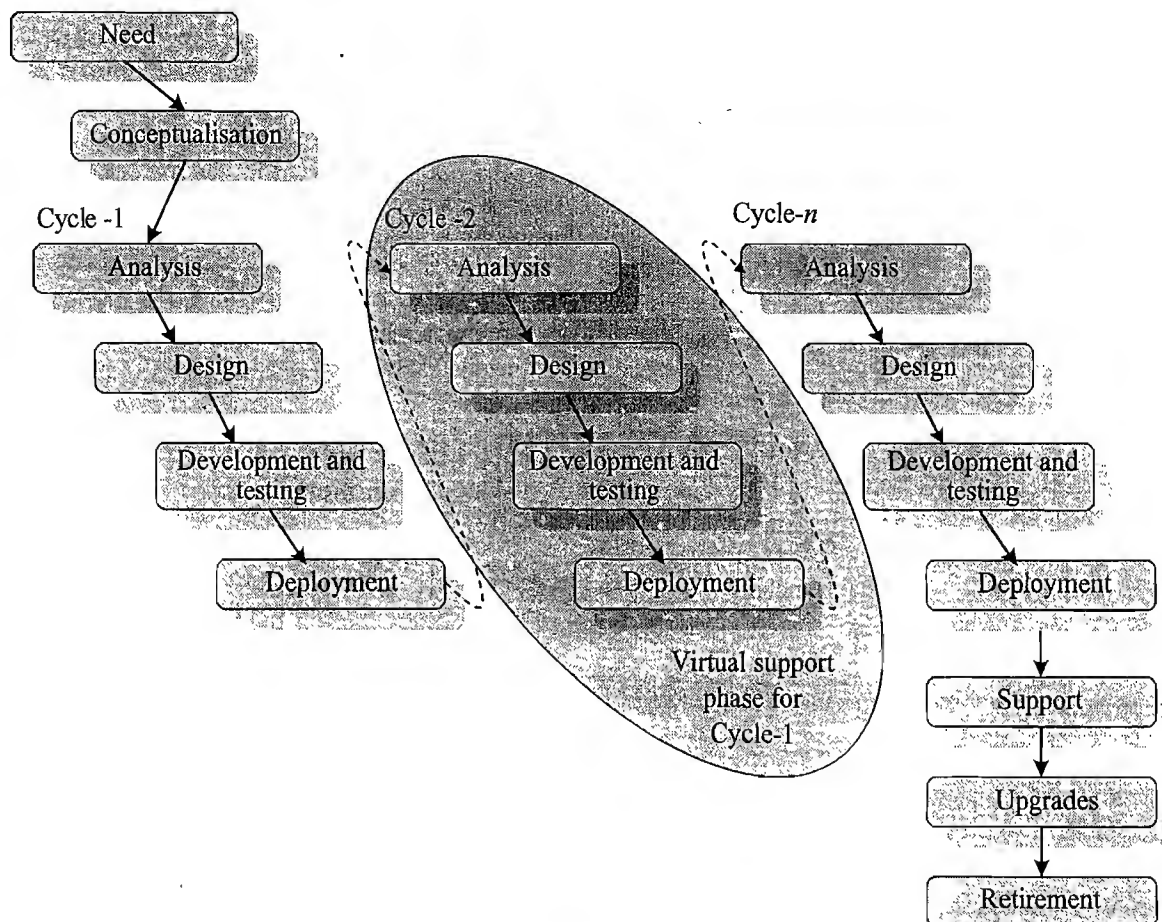 Need
Conceptualisation
Cycle -1
Analysis
Design
Development and
testing
Deployment
Cycle -2
Analysis
Design
Development and
testing
Deployment
Virtual support
phase for
Cycle-1
Cycle-n
Analysis
Design
Development and
testing
Deployment
Support
Upgrades
Retirement